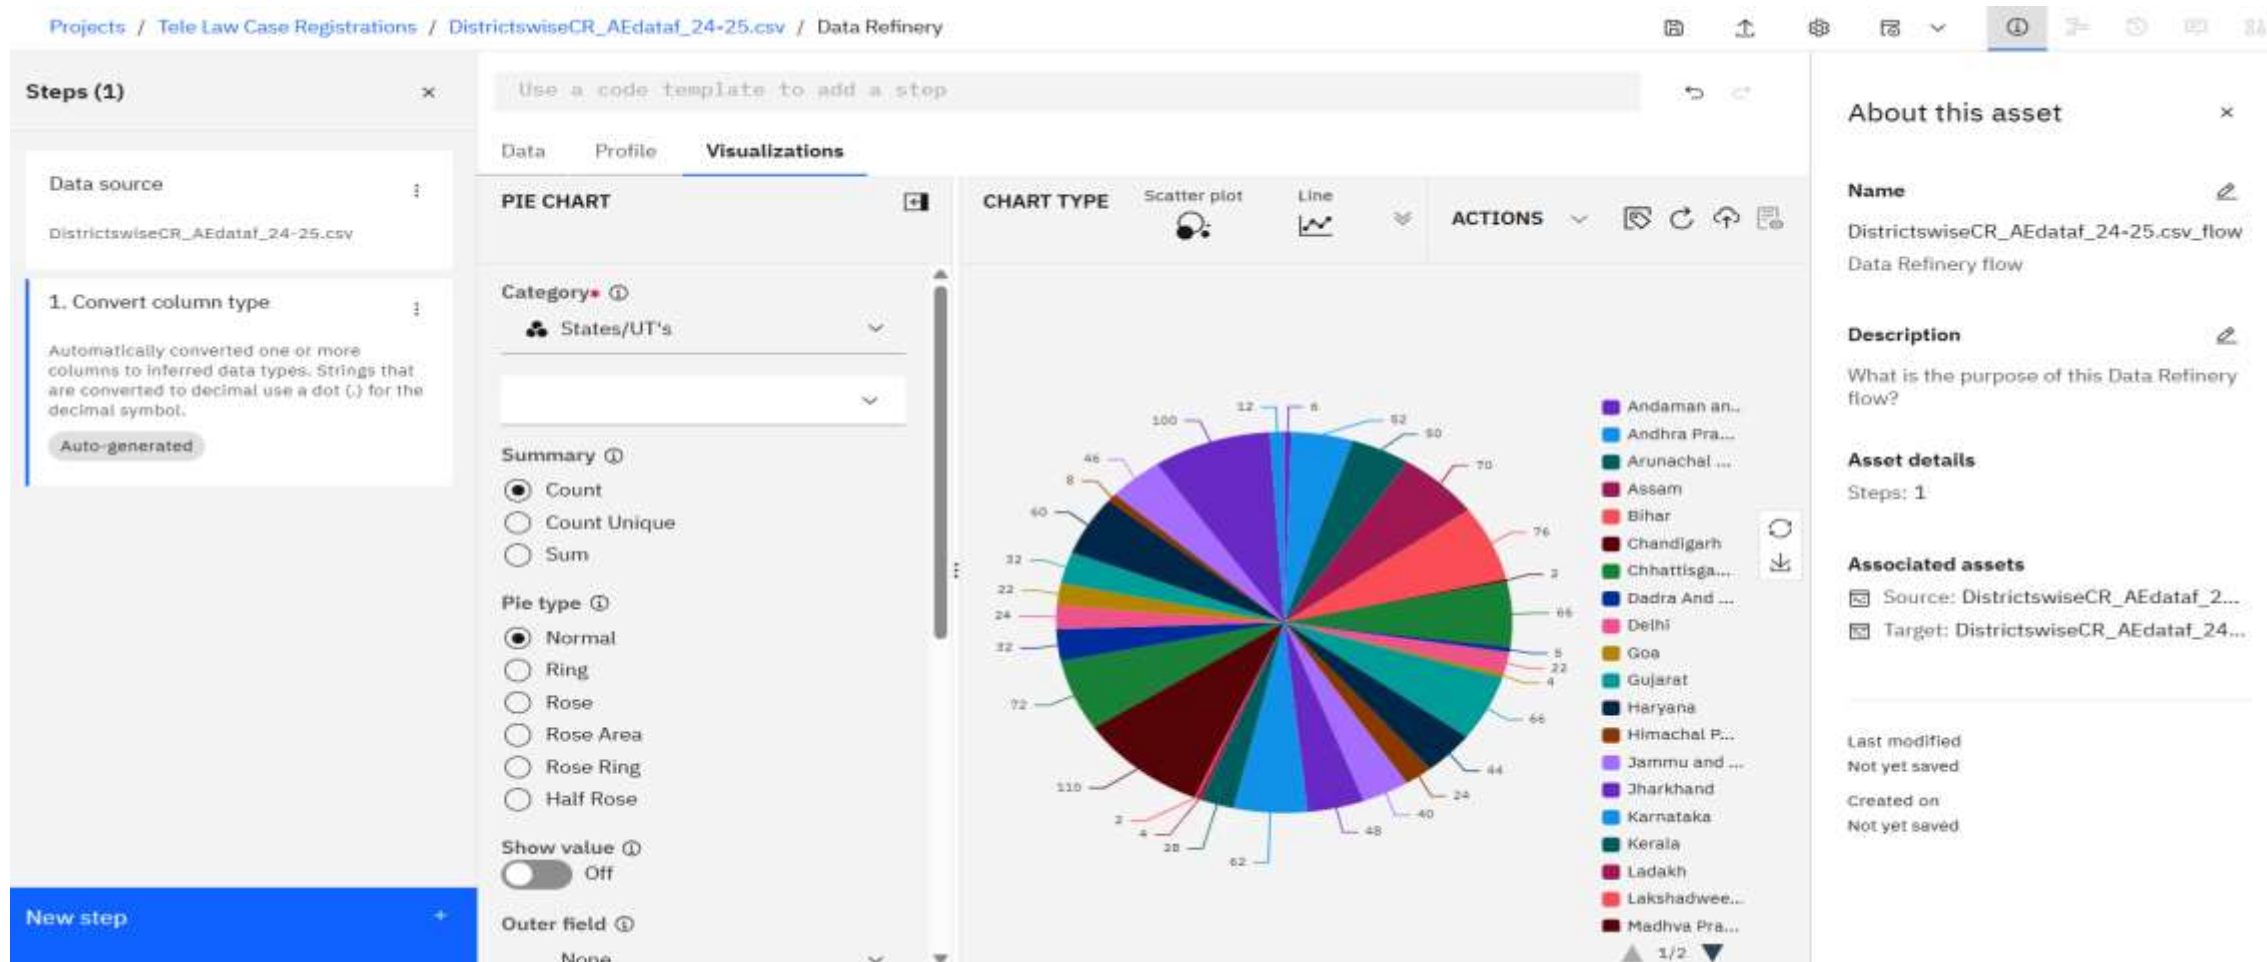 Projects / Tele Law Case Registrations / DistrictswiseCR_AEdataf_24-25.csv / Data Refinery
Steps (1)
Data source
DistrictswiseCR_AEdataf_24-25.csv
1. Convert column type
Automatically converted one or more
columns to inferred data types. Strings that
are converted to decimal use a dot (.) for the
decimal symbol.
Auto-generated
New step +
Use a code template to add a step
Data Profile Visualizations
PIE CHART
Category*
States/UT's
Summary
Count
Count Unique
Sum
Pie type
Normal
Ring
Rose
Rose Area
Rose Ring
Half Rose
Show value
Off
Outer field
None
CHART TYPE
Scatter plot
Line
ACTIONS
12
6
52
50
70
76
2
66
22
4
66
44
24
40
48
62
28
4
2
110
72
32
24
22
32
60
8
46
100
Andaman an..
Andhra Pra...
Arunachal ...
Assam
Bihar
Chandigarh
Chhattisga...
Dadra And ...
Delhi
Goa
Gujarat
Haryana
Himachal P...
Jammu and ...
Jharkhand
Karnataka
Kerala
Ladakh
Lakshadwee...
Madhya Pra...
1/2
About this asset
Name
DistrictswiseCR_AEdataf_24-25.csv_flow
Data Refinery flow
Description
What is the purpose of this Data Refinery
flow?
Asset details
Steps: 1
Associated assets
Source: DistrictswiseCR_AEdataf_2...
Target: DistrictswiseCR_AEdataf_24...
Last modified
Not yet saved
Created on
Not yet saved